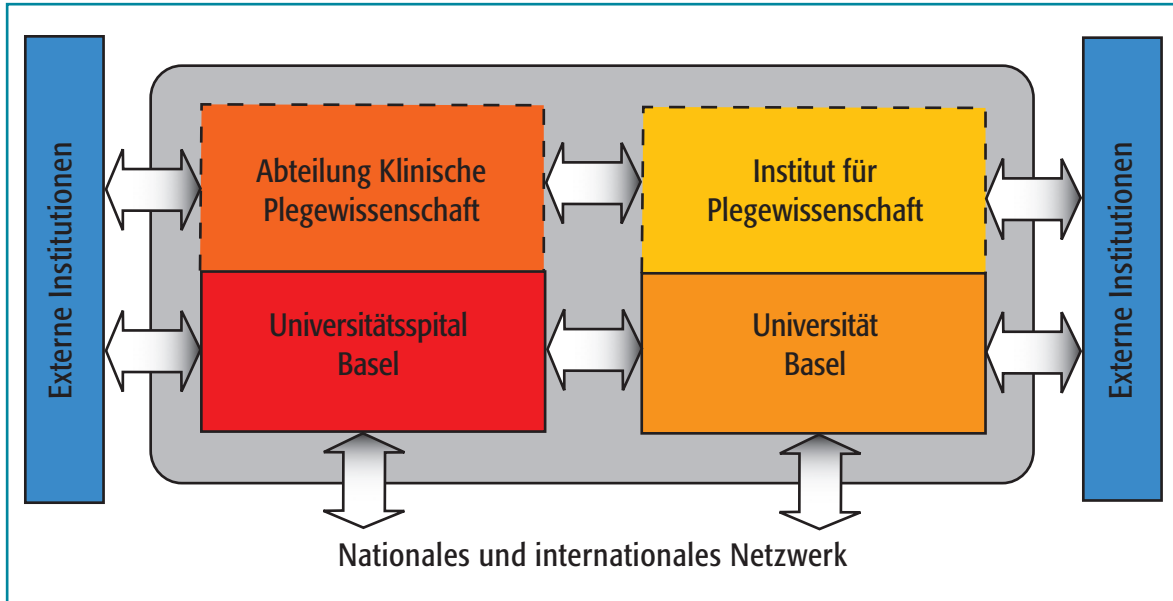 Externe Institutionen
Abteilung Klinische
Plegewissenschaft
Institut für
Plegewissenschaft
Universitätsspital
Basel
Universität
Basel
Externe Institutionen
Nationales und internationales Netzwerk